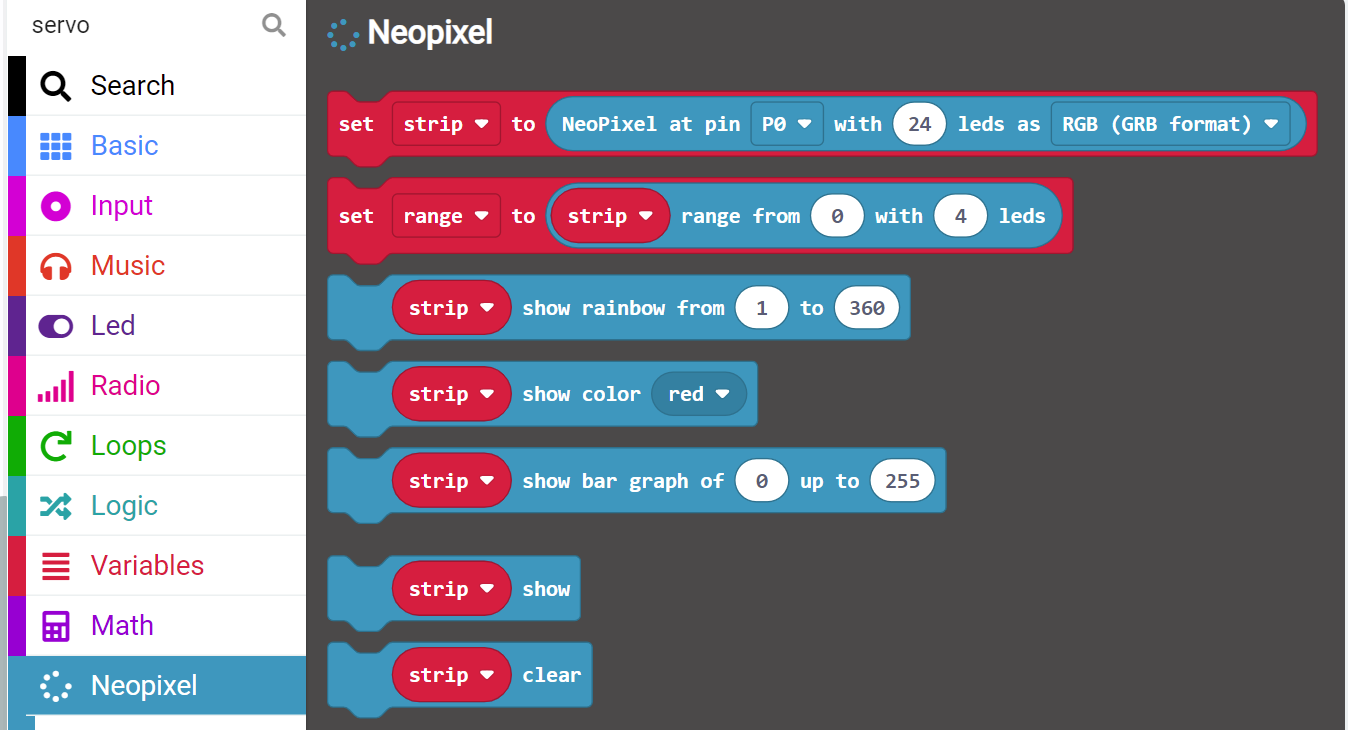 servo
Search
Basic
Input
Music
Led
Radio
Loops
Logic
Variables
Math
Neopixel
Neopixel
set strip to NeoPixel at pin P0 with 24 leds as RGB (GRB format)
set range to strip range from 0 with 4 leds
strip show rainbow from 1 to 360
strip show color red
strip show bar graph of 0 up to 255
strip show
strip clear